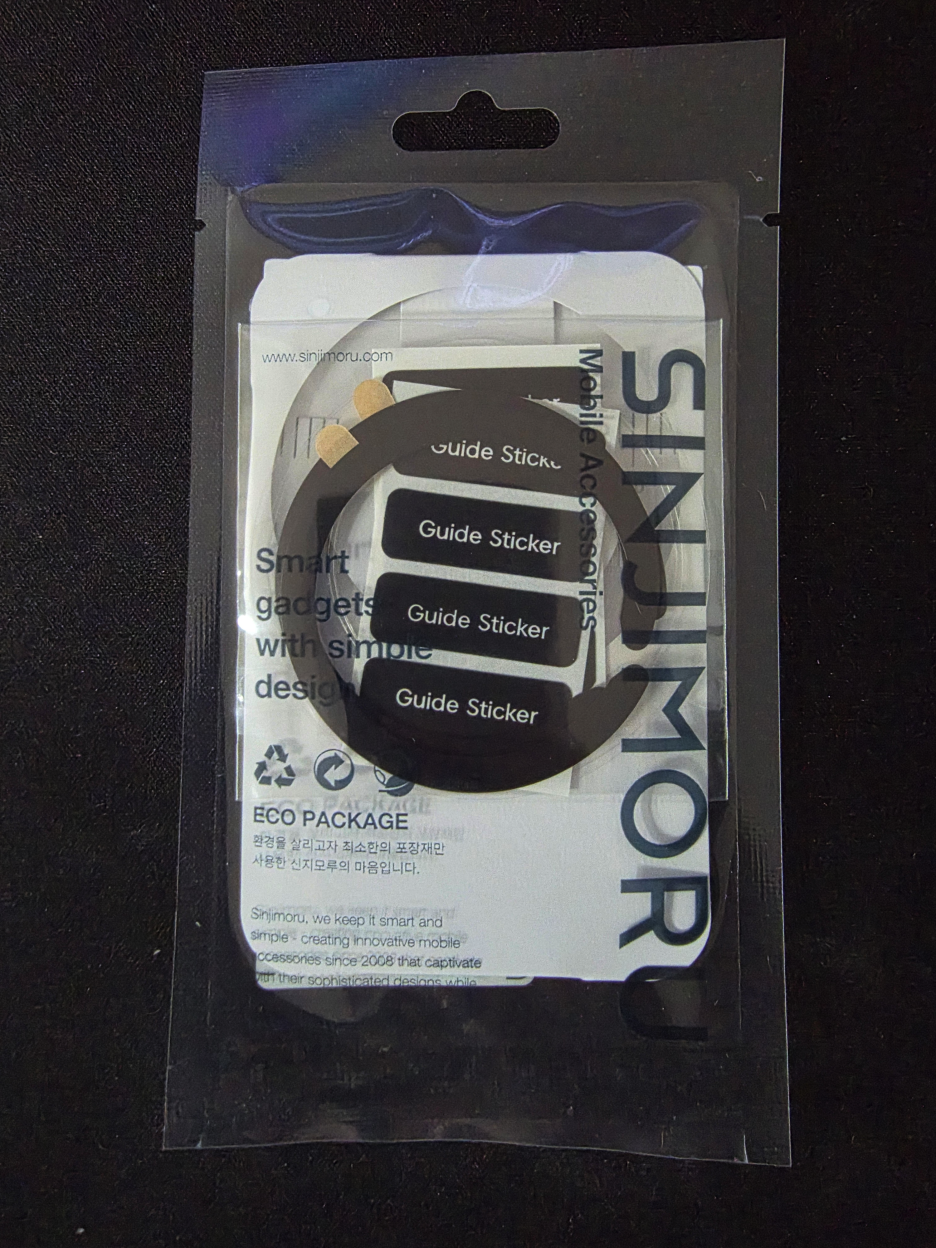 www.sinjimoru.com
SINJIMORU
Mobile Accessories
Guide Sticker
Guide Sticker
Guide Sticker
Guide Sticker
Smart
gadgets
with simple
design
ECO PACKAGE
환경을 살리고자 최소한의 포장재만
사용한 신지모루의 마음입니다.
Sinjimoru, we keep it smart and
simple - creating innovative mobile
accessories since 2008 that captivate
with their sophisticated designs while